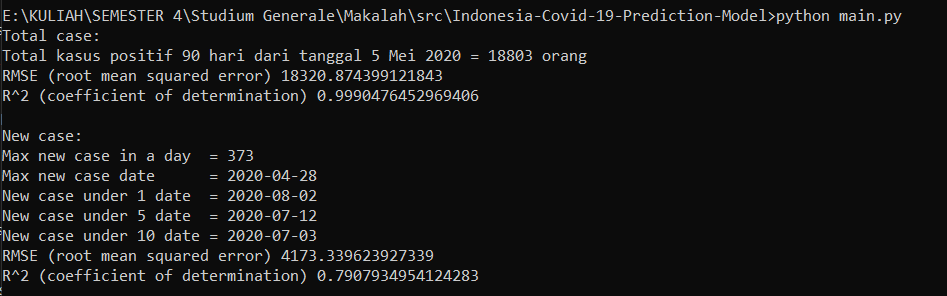 E:\KULIAH\SEMESTER 4\Studium Generale\Makalah\src\Indonesia-Covid-19-Prediction-Model>python main.py
Total case:
Total kasus positif 90 hari dari tanggal 5 Mei 2020 = 18803 orang
RMSE (root mean squared error) 18320.874399121843
R^2 (coefficient of determination) 0.9990476452969406
New case:
Max new case in a day  = 373
Max new case date      = 2020-04-28
New case under 1 date  = 2020-08-02
New case under 5 date  = 2020-07-12
New case under 10 date = 2020-07-03
RMSE (root mean squared error) 4173.339623927339
R^2 (coefficient of determination) 0.7907934954124283